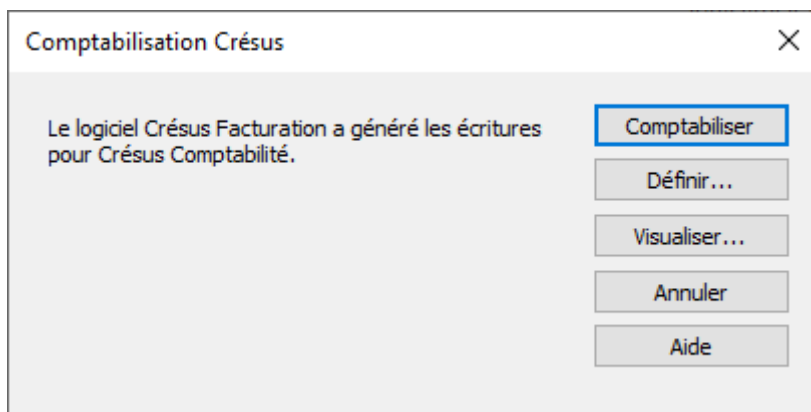 Comptabilisation Crésus
Le logiciel Crésus Facturation a généré les écritures
pour Crésus Comptabilité.
Comptabiliser
Définir...
Visualiser...
Annuler
Aide